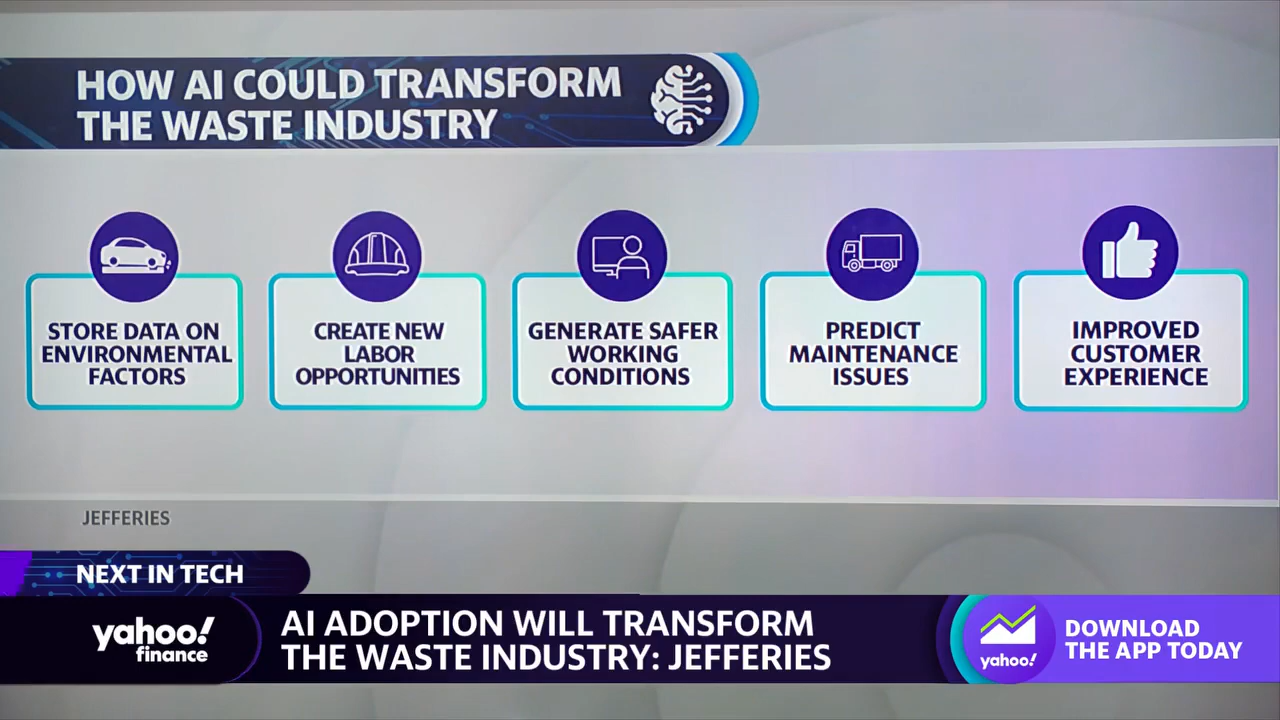 HOW AI COULD TRANSFORM
THE WASTE INDUSTRY
STORE DATA ON
ENVIRONMENTAL
FACTORS
CREATE NEW
LABOR
OPPORTUNITIES
GENERATE SAFER
WORKING
CONDITIONS
PREDICT
MAINTENANCE
ISSUES
IMPROVED
CUSTOMER
EXPERIENCE
JEFFERIES
NEXT IN TECH
yahoo!
finance
AI ADOPTION WILL TRANSFORM
THE WASTE INDUSTRY: JEFFERIES
yahoo!
DOWNLOAD
THE APP TODAY